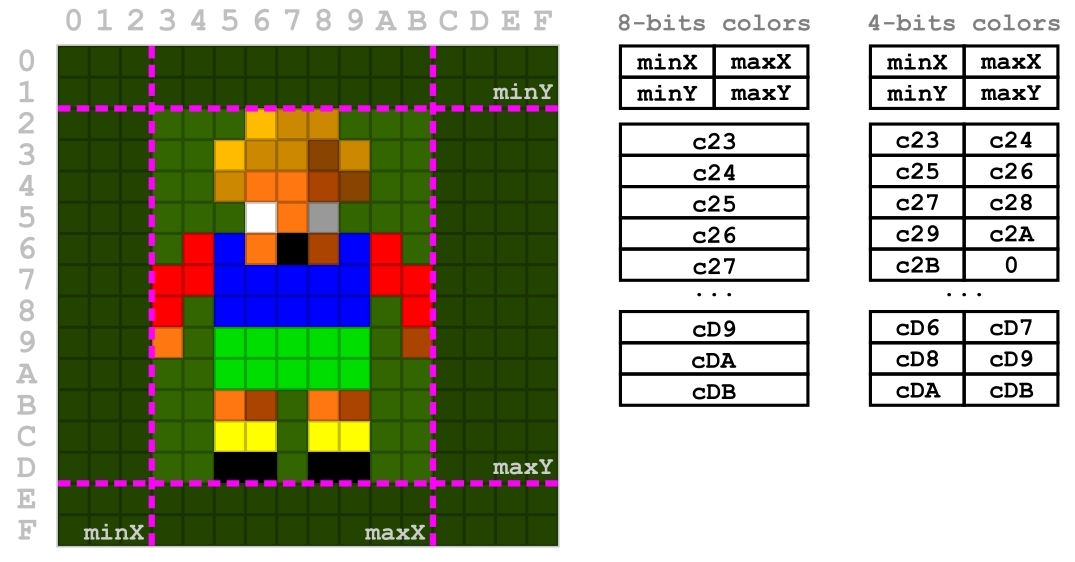 0 1 2 3 4 5 6 7 8 9 A B C D E F
8-bits colors
4-bits colors
0
1
2
3
4
5
6
7
8
9
A
B
C
D
E
F
minY
maxY
minX
maxX
minX maxX
minY maxY
c23
c24
c25
c26
c27
...
cD9
cDA
cDB
minX maxX
minY maxY
c23 c24
c25 c26
c27 c28
c29 c2A
c2B 0
...
cD6 cD7
cD8 cD9
cDA cDB